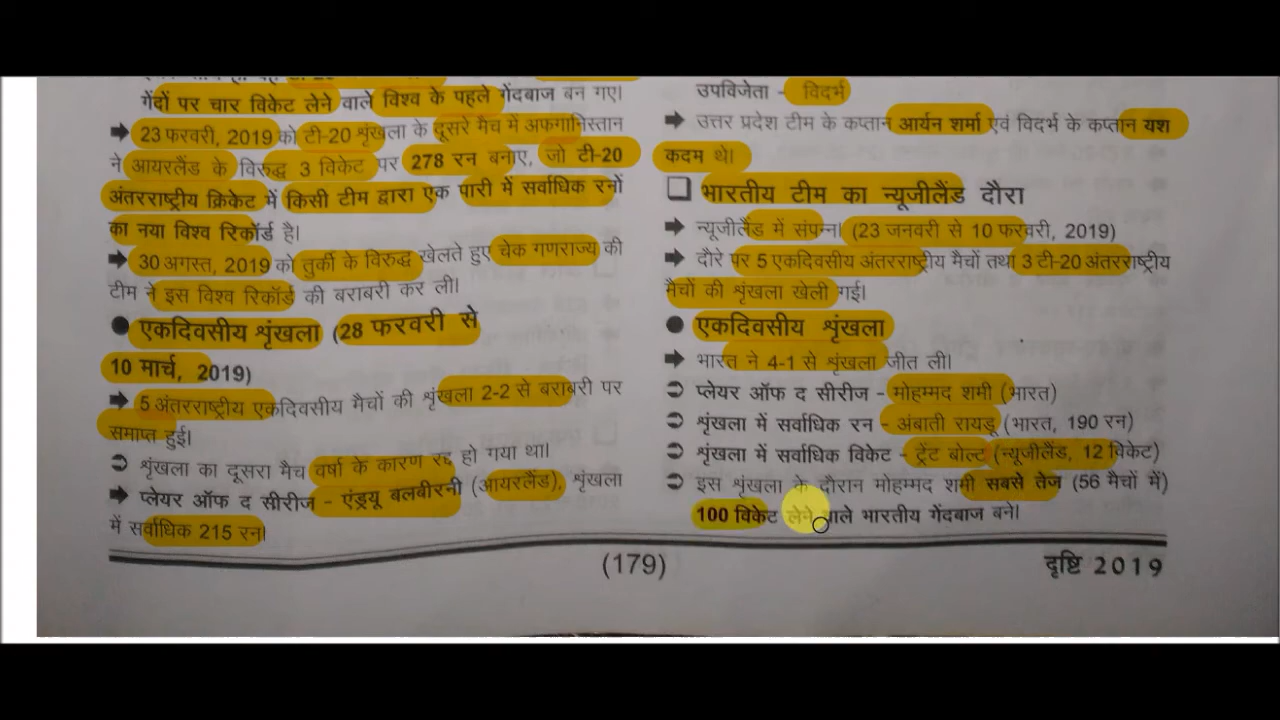 गेंदों पर चार विकेट लेने वाले विश्व के पहले गेंदबाज बन गए।
➡ 23 फरवरी, 2019 को टी-20 शृंखला के दूसरे मैच में अफगानिस्तान
ने आयरलैंड के विरुद्ध 3 विकेट पर 278 रन बनाए, जो टी-20
अंतरराष्ट्रीय क्रिकेट में किसी टीम द्वारा एक पारी में सर्वाधिक रनों
का नया विश्व रिकॉर्ड है।
➡ 30 अगस्त, 2019 को तुर्की के विरुद्ध खेलते हुए चेक गणराज्य की
टीम ने इस विश्व रिकॉर्ड की बराबरी कर ली।
● एकदिवसीय शृंखला (28 फरवरी से
10 मार्च, 2019)
➡ 5 अंतरराष्ट्रीय एकदिवसीय मैचों की शृंखला 2-2 से बराबरी पर
समाप्त हुई।
➲ शृंखला का दूसरा मैच वर्षा के कारण रद्द हो गया था।
➡ प्लेयर ऑफ द सीरीज - एंड्रयू बलबीरनी (आयरलैंड), शृंखला
में सर्वाधिक 215 रन।
उपविजेता - विदर्भ
➡ उत्तर प्रदेश टीम के कप्तान आर्यन शर्मा एवं विदर्भ के कप्तान यश
कदम थे।
❑ भारतीय टीम का न्यूजीलैंड दौरा
➡ न्यूजीलैंड में संपन्न। (23 जनवरी से 10 फरवरी, 2019)
➡ दौरे पर 5 एकदिवसीय अंतरराष्ट्रीय मैचों तथा 3 टी-20 अंतरराष्ट्रीय
मैचों की शृंखला खेली गई।
● एकदिवसीय शृंखला
➡ भारत ने 4-1 से शृंखला जीत ली।
➲ प्लेयर ऑफ द सीरीज - मोहम्मद शमी (भारत)
➲ शृंखला में सर्वाधिक रन - अंबाती रायडू (भारत, 190 रन)
➲ शृंखला में सर्वाधिक विकेट - ट्रेंट बोल्ट (न्यूजीलैंड, 12 विकेट)
➲ इस शृंखला के दौरान मोहम्मद शमी सबसे तेज (56 मैचों में)
100 विकेट लेने वाले भारतीय गेंदबाज बने।
(179)
दृष्टि 2019